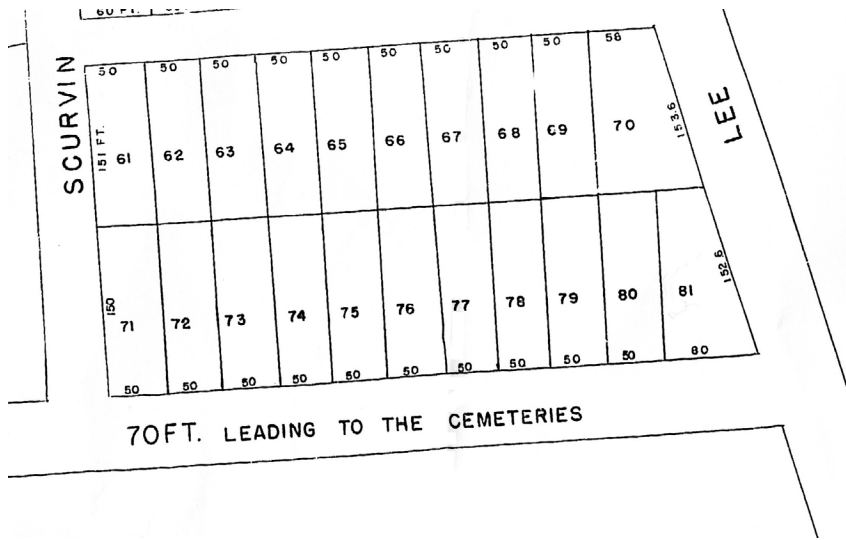 60 FT.
SCURVIN
50 50 50 50 50 50 50 50 50 58
151 FT.
61 62 63 64 65 66 67 68 69 70
153.6
LEE
150
71 72 73 74 75 76 77 78 79 80 81
152.6
50 50 50 50 50 50 50 50 50 50 80
70FT. LEADING TO THE CEMETERIES